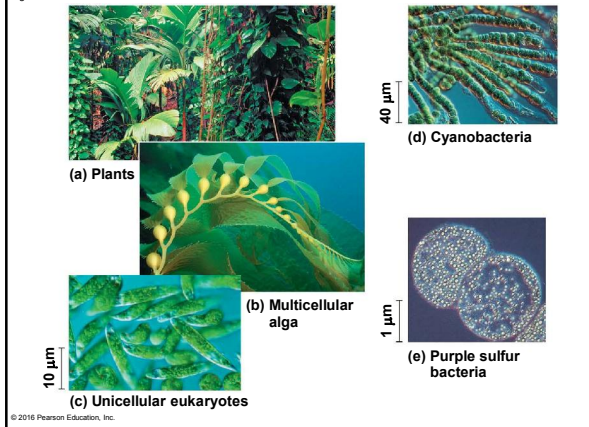 (a) Plants
(b) Multicellular
alga
10 μm
(c) Unicellular eukaryotes
40 μm
(d) Cyanobacteria
1 μm
(e) Purple sulfur
bacteria
© 2016 Pearson Education, Inc.